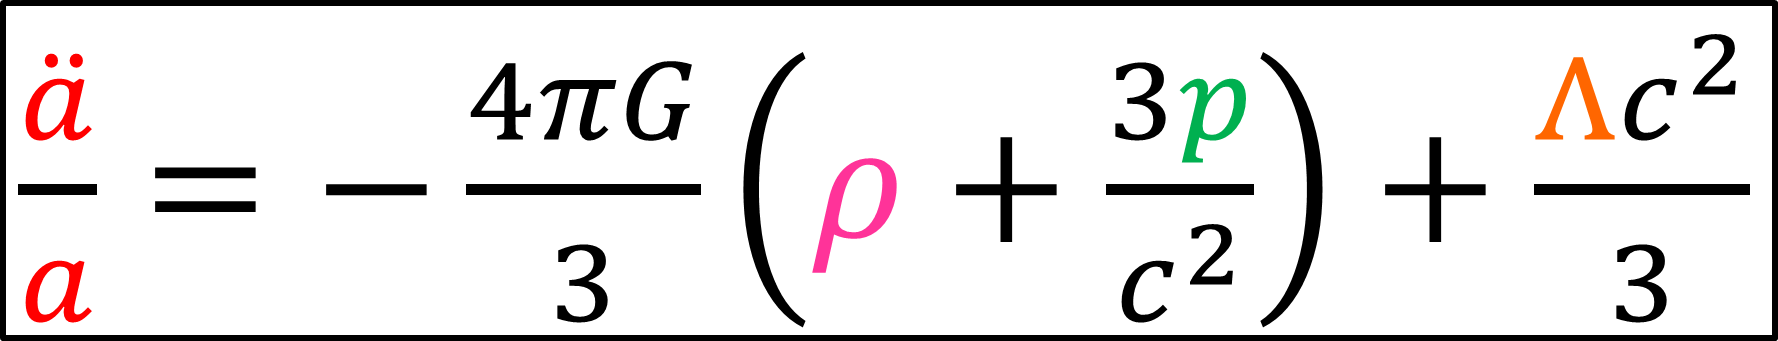 ä/a = − 4πG/3 (ρ + 3p/c²) + Λc²/3